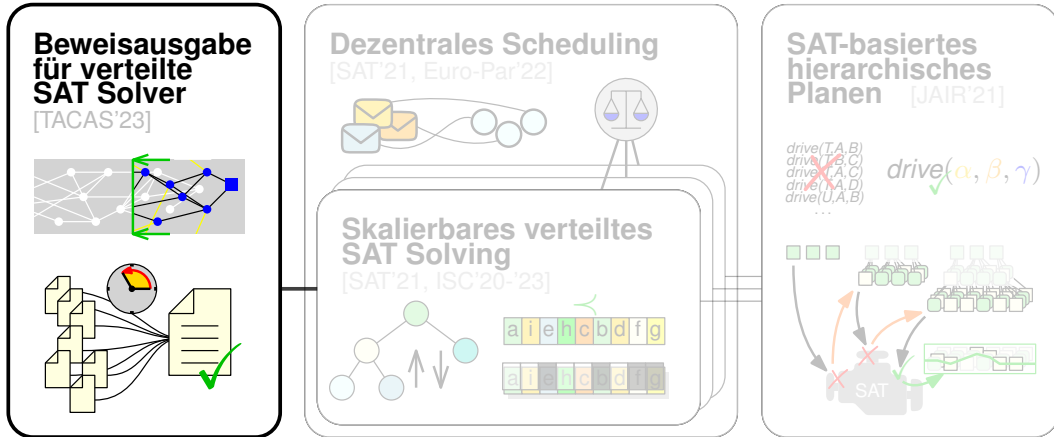 Beweisausgabe
für verteilte
SAT Solver
[TACAS'23]
Dezentrales Scheduling
[SAT'21, Euro-Par'22]
Skalierbares verteiltes
SAT Solving
[SAT'21, ISC'20-'23]
a i e h c b d f g
a i e h c b d f g
SAT-basiertes
hierarchisches
Planen [JAIR'21]
drive(T,A,B)
drive(T,B,C)
drive(T,A,C)
drive(T,A,D)
drive(U,A,B)
...
drive(α, β, γ)
SAT